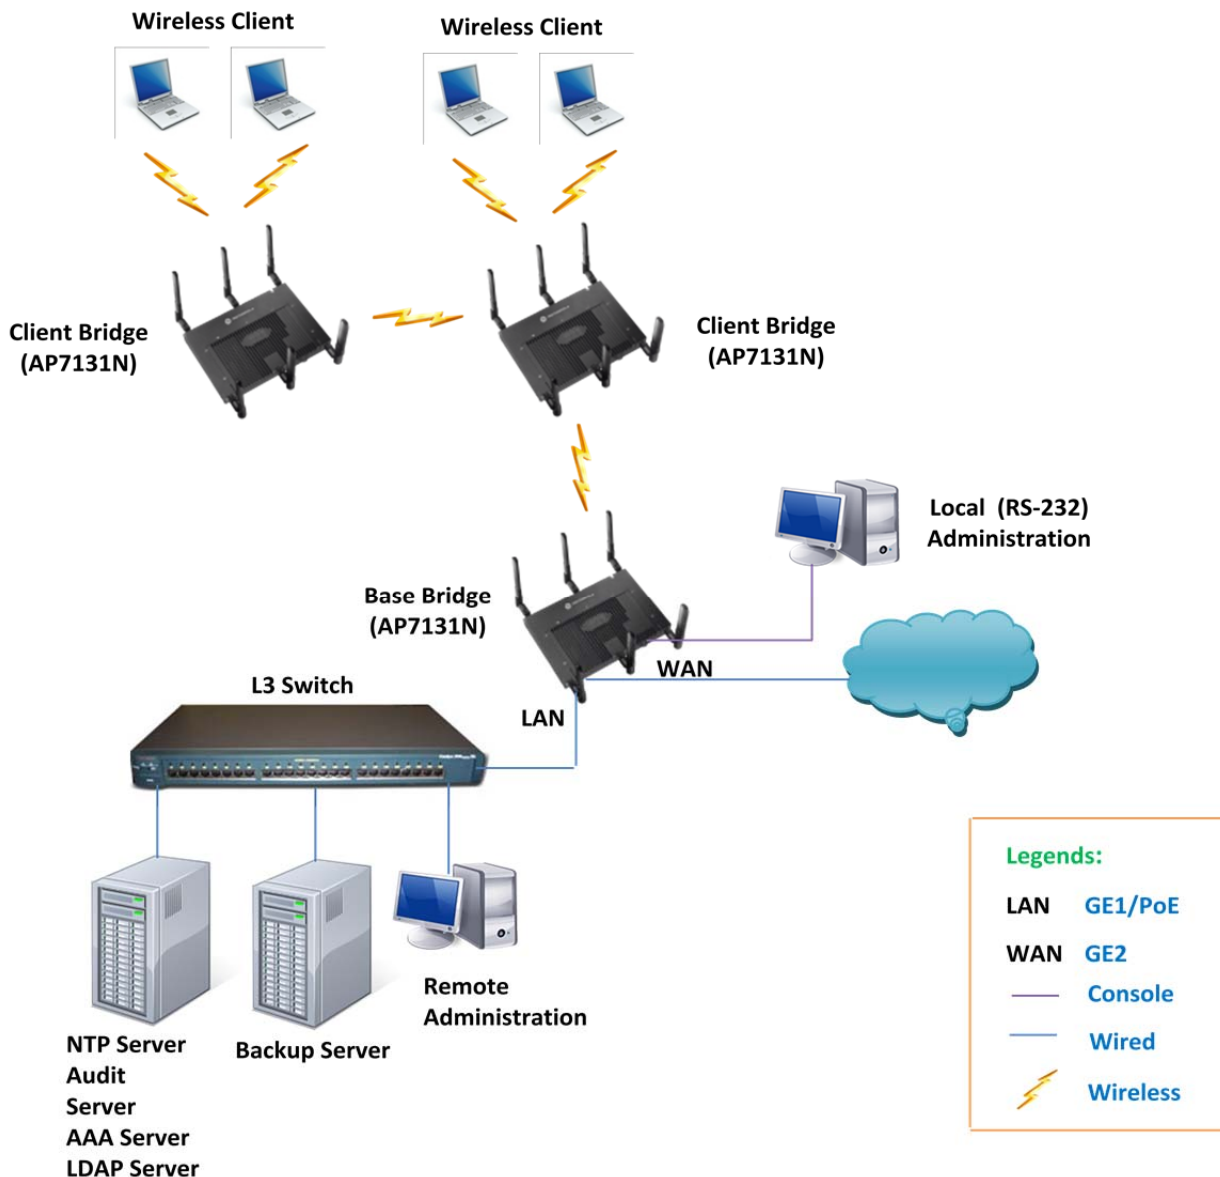 Wireless Client
Wireless Client
Client Bridge
(AP7131N)
Client Bridge
(AP7131N)
Local (RS-232)
Administration
Base Bridge
(AP7131N)
WAN
L3 Switch
LAN
Legends:
LAN GE1/PoE
WAN GE2
Console
Wired
Wireless
Remote
Administration
NTP Server
Audit
Server
AAA Server
LDAP Server
Backup Server